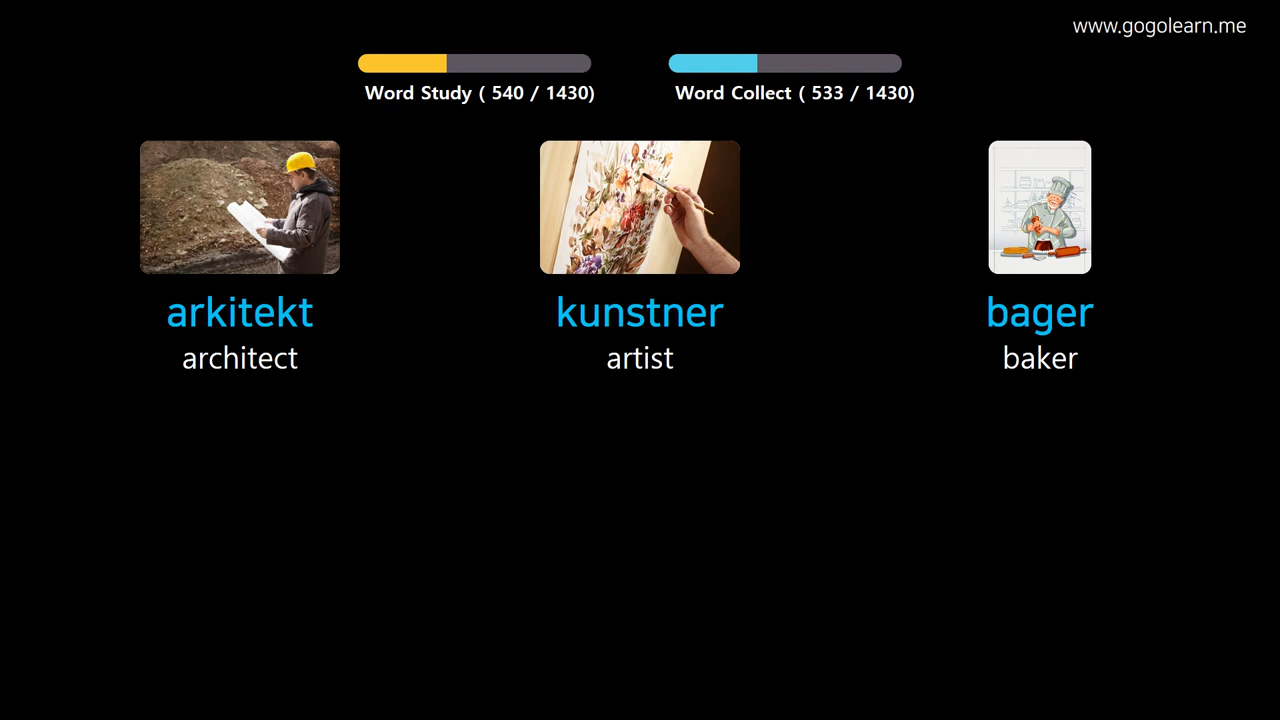 www.gogolearn.me
Word Study ( 540 / 1430)
Word Collect ( 533 / 1430)
arkitekt
kunstner
bager
architect
artist
baker